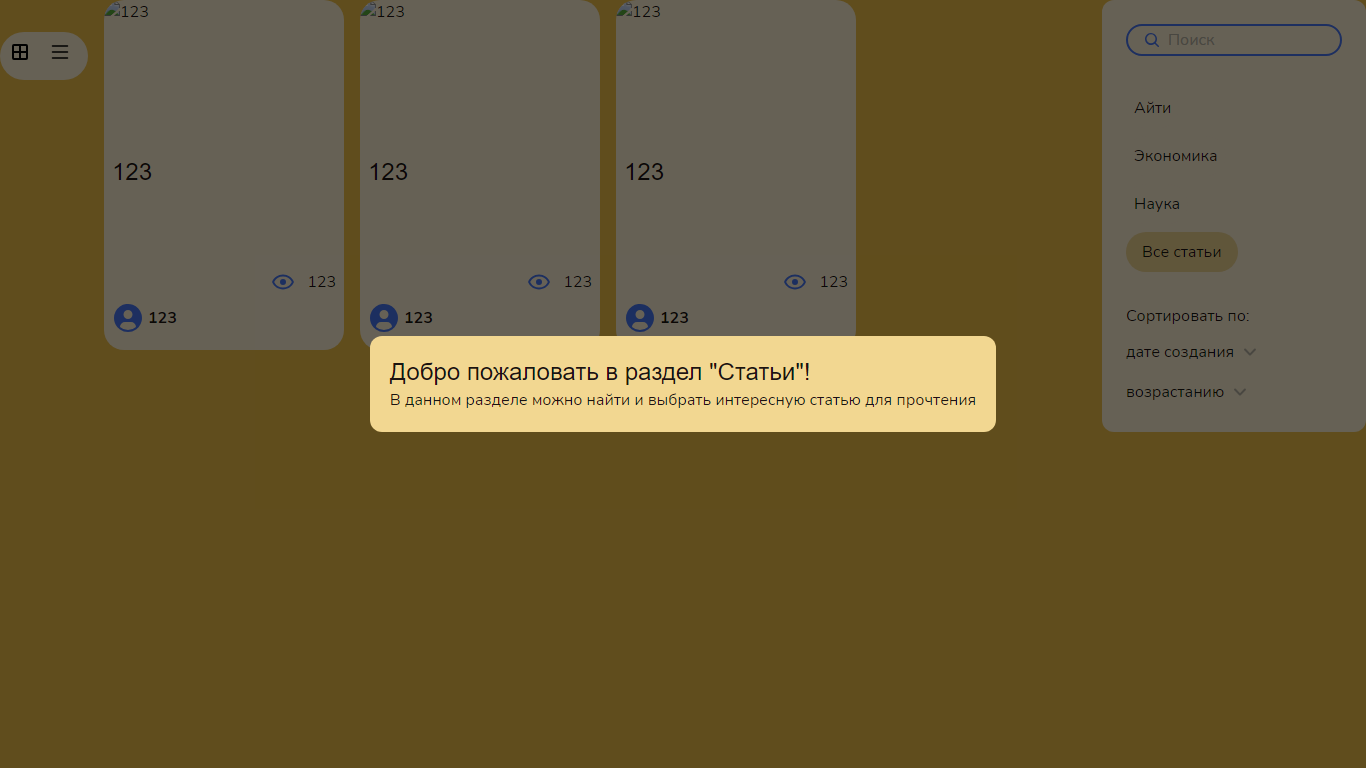 123
123
123
123
123
123
123
123
123
123
123
123
Поиск
Айти
Экономика
Наука
Все статьи
Сортировать по:
дате создания
возрастанию
Добро пожаловать в раздел "Статьи"!
В данном разделе можно найти и выбрать интересную статью для прочтения